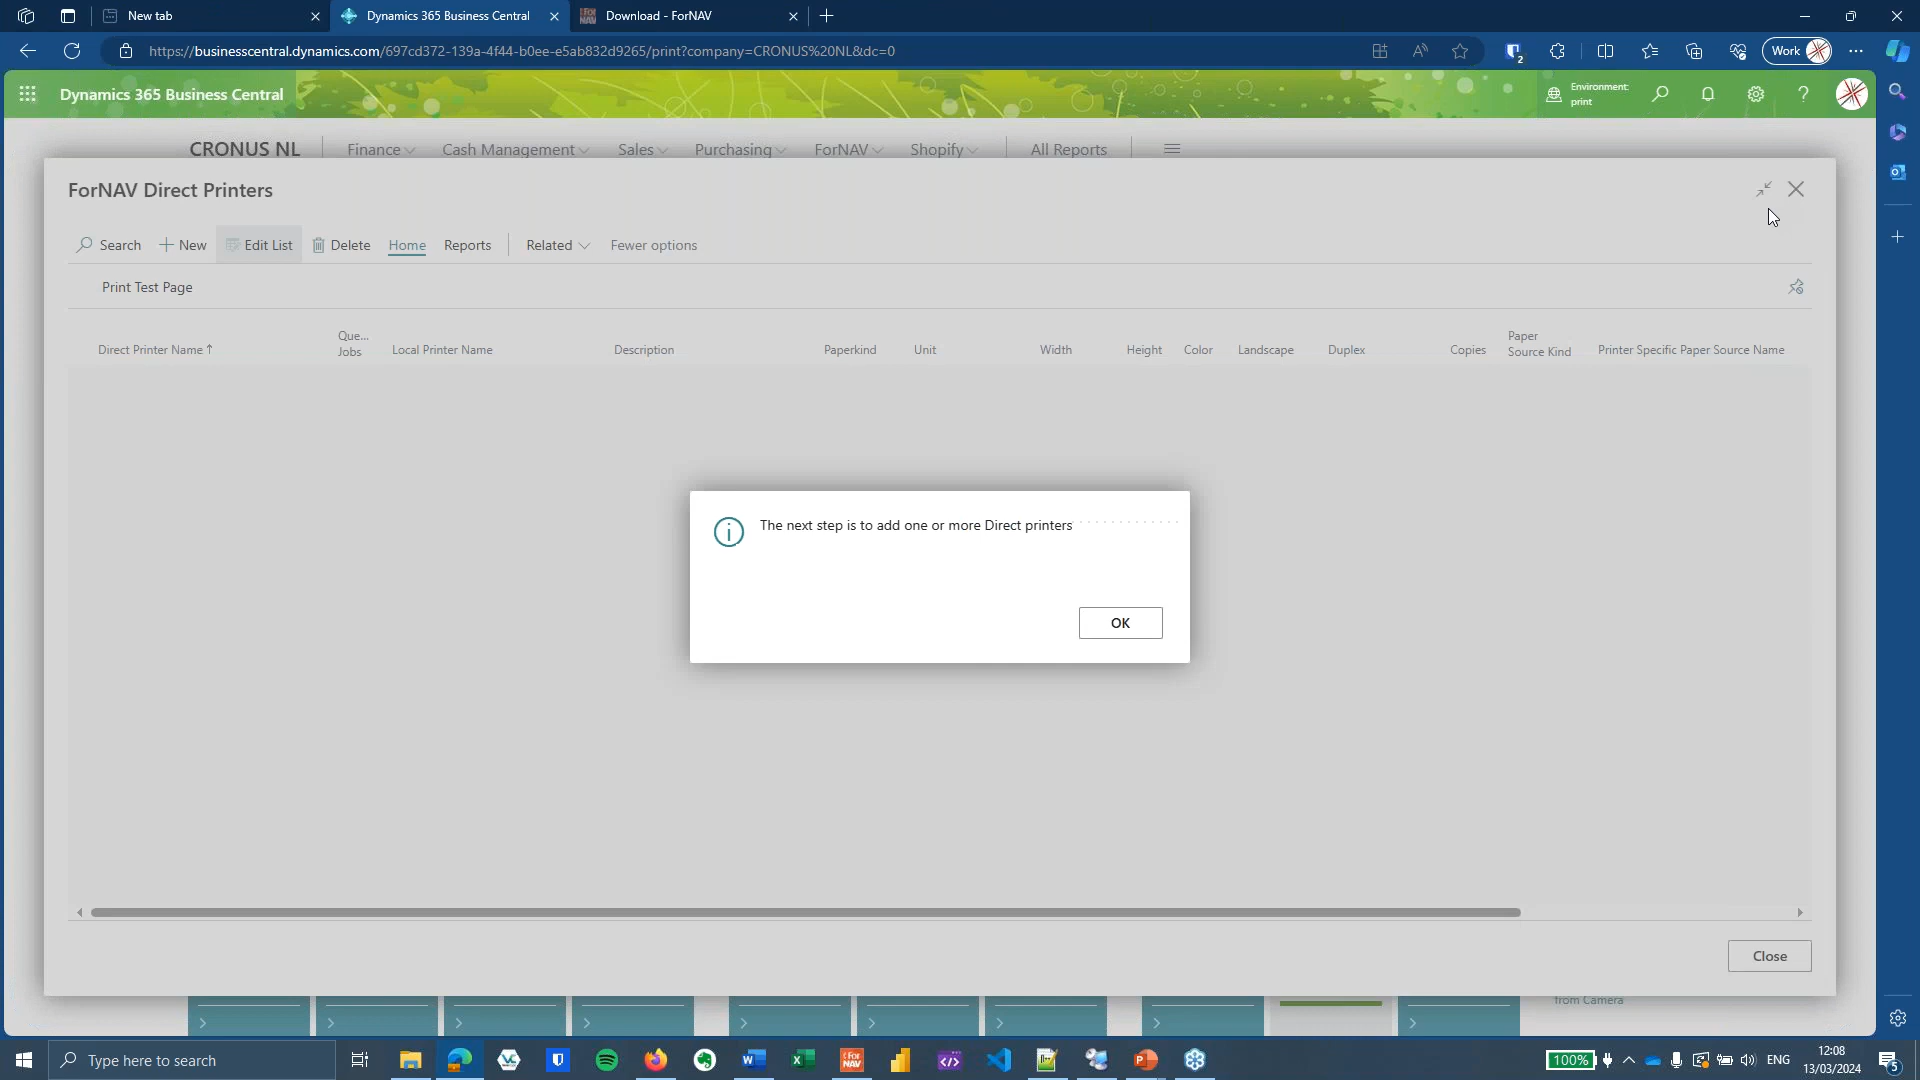 New tab
Dynamics 365 Business Central
Download - ForNAV
https://businesscentral.dynamics.com/697cd372-139a-4f44-b0ee-e5ab832d9265/print?company=CRONUS%20NL&dc=0
2
Work
Dynamics 365 Business Central
Environment:
print
CRONUS NL
Finance
Cash Management
Sales
Purchasing
ForNAV
Shopify
All Reports
ForNAV Direct Printers
Search
New
Edit List
Delete
Home
Reports
Related
Fewer options
Print Test Page
Direct Printer Name ↑
Que...
Jobs
Local Printer Name
Description
Paperkind
Unit
Width
Height
Color
Landscape
Duplex
Copies
Paper
Source Kind
Printer Specific Paper Source Name
The next step is to add one or more Direct printers
OK
Close
from Camera
Type here to search
100%
ENG
12:08
13/03/2024
5